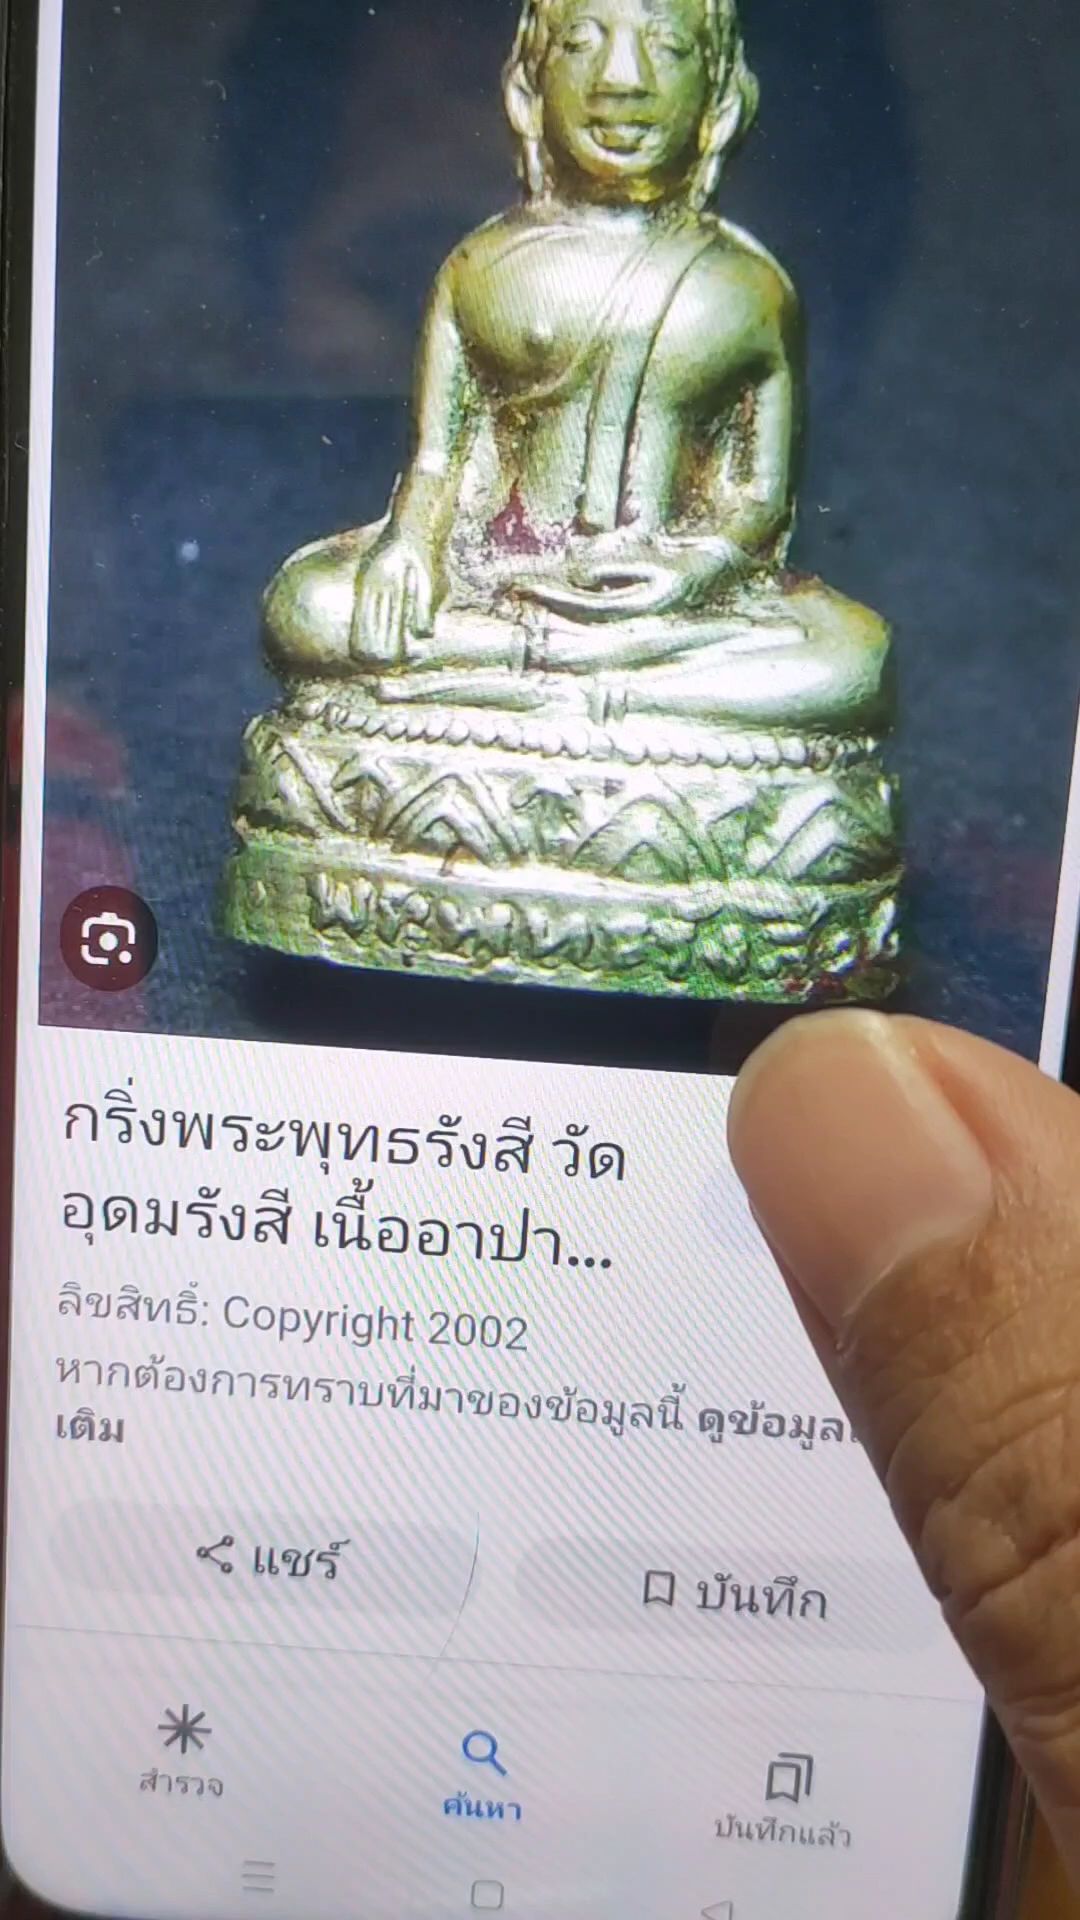 กริ่งพระพุทธรังสี วัด
อุดมรังสี เนื้ออาปา...
ลิขสิทธิ์: Copyright 2002
หากต้องการทราบที่มาของข้อมูลนี้ ดูข้อมูล
เติม
แชร์
บันทึก
สำรวจ
ค้นหา
บันทึกแล้ว